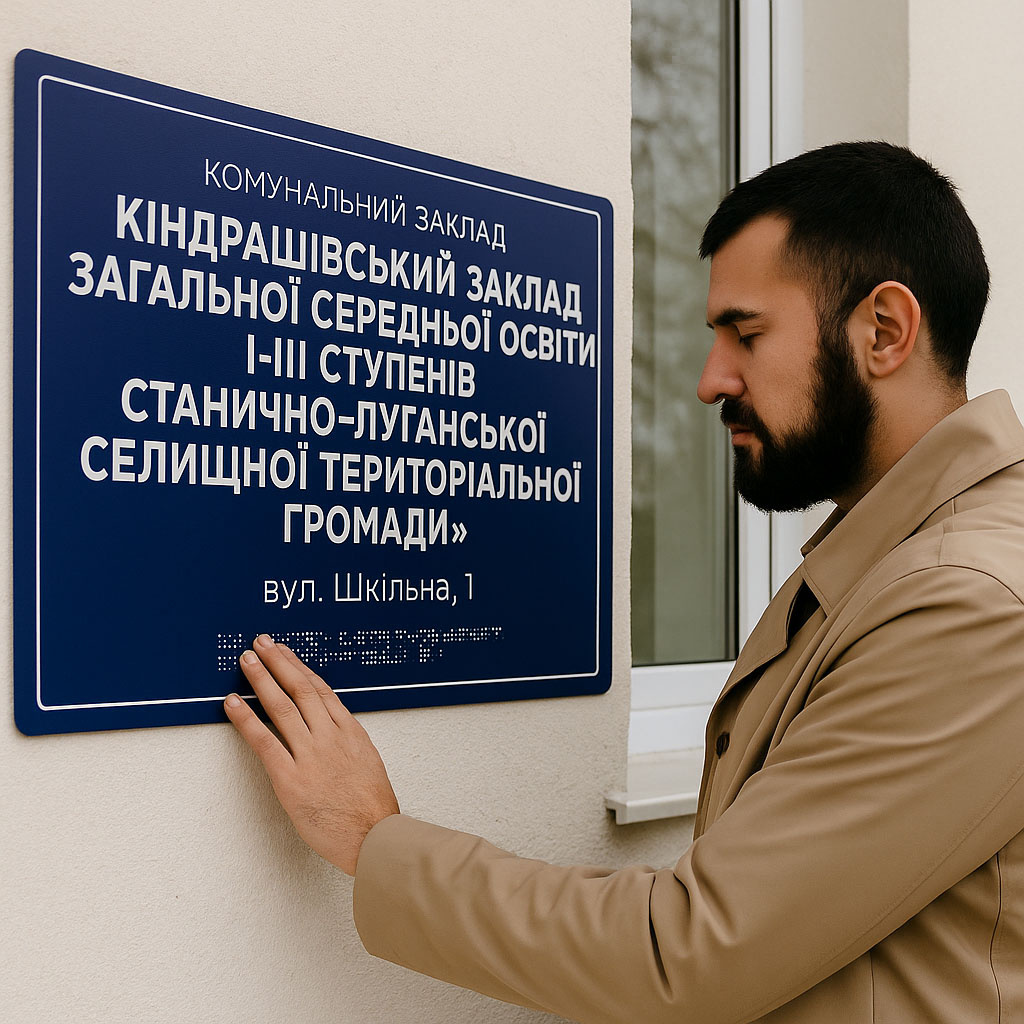 КОМУНАЛЬНИЙ ЗАКЛАД
КІНДРАШІВСЬКИЙ ЗАКЛАД
ЗАГАЛЬНОЇ СЕРЕДНЬОЇ ОСВІТИ
І-ІІІ СТУПЕНІВ
СТАНИЧНО-ЛУГАНСЬКОЇ
СЕЛИЩНОЇ ТЕРИТОРІАЛЬНОЇ
ГРОМАДИ»
вул. Шкільна, 1